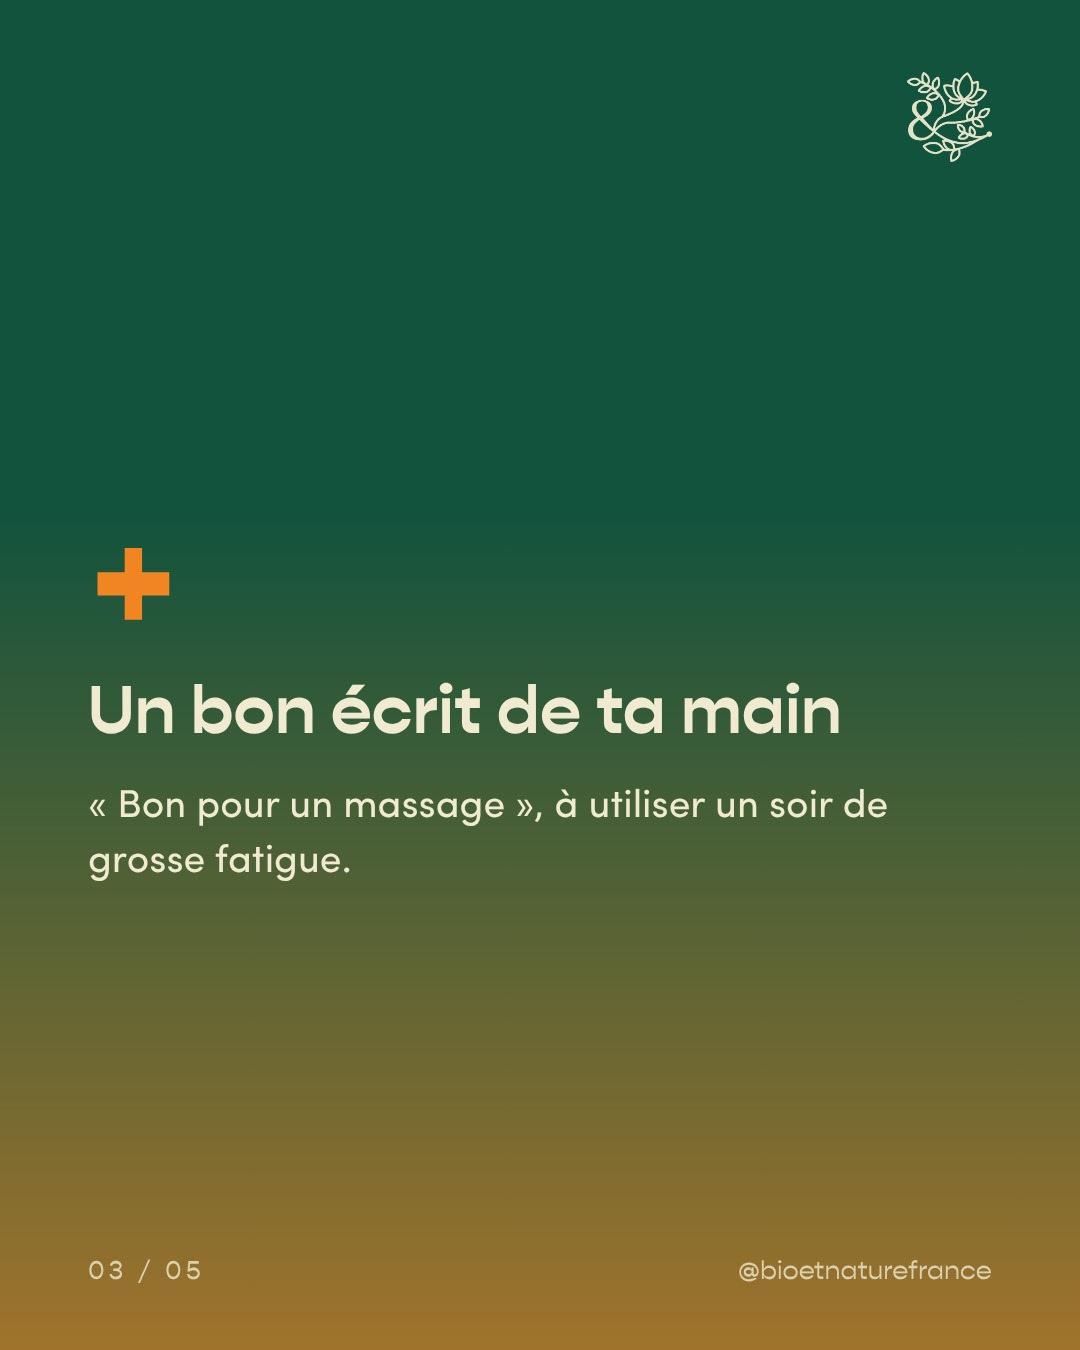 &
Un bon écrit de ta main
« Bon pour un massage », à utiliser un soir de
grosse fatigue.
03 / 05
@bioetnaturefrance